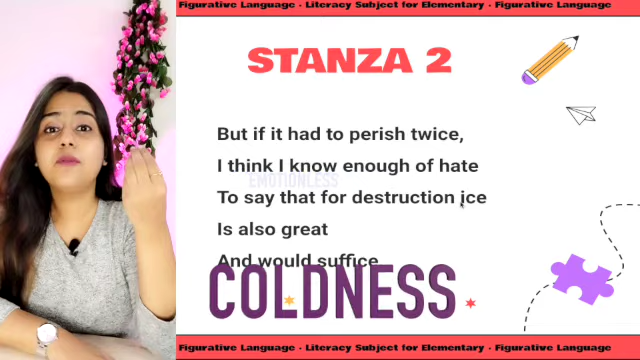 Figurative Language - Literacy Subject for Elementary - Figurative Language
STANZA 2
But if it had to perish twice,
I think I know enough of hate
EMOTIONLESS
To say that for destruction ice
Is also great
And would suffice
COLDNESS
Figurative Language - Literacy Subject for Elementary - Figurative Language